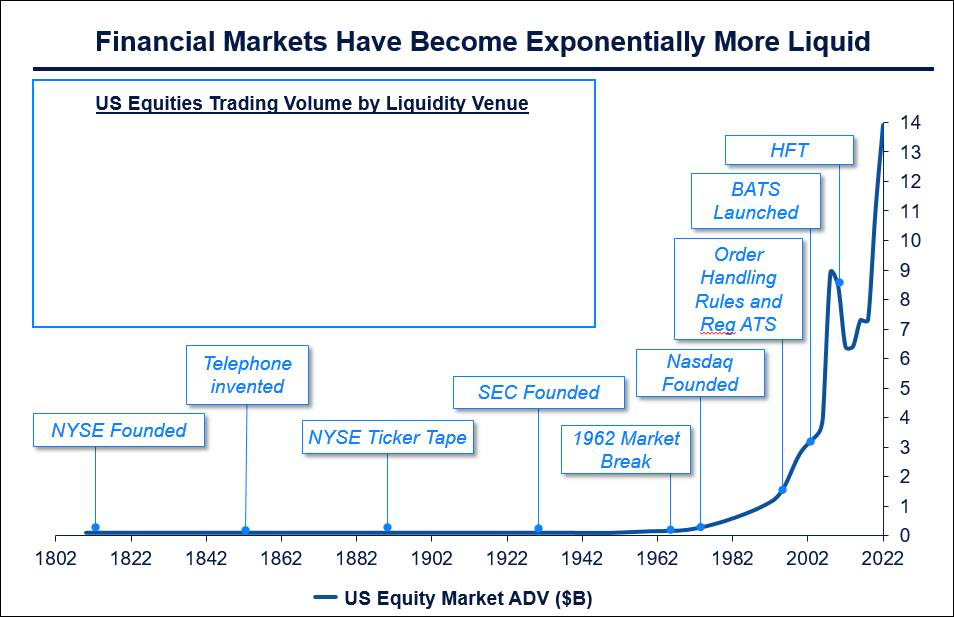 Financial Markets Have Become Exponentially More Liquid
US Equities Trading Volume by Liquidity Venue
HFT
BATS
Launched
Order
Handling
Rules and
Reg ATS
Nasdaq
Founded
Telephone
invented
SEC Founded
NYSE Founded
NYSE Ticker Tape
1962 Market
Break
14
13
12
11
10
9
8
7
6
5
4
3
2
1
0
1802 1822 1842 1862 1882 1902 1922 1942 1962 1982 2002 2022
US Equity Market ADV ($B)